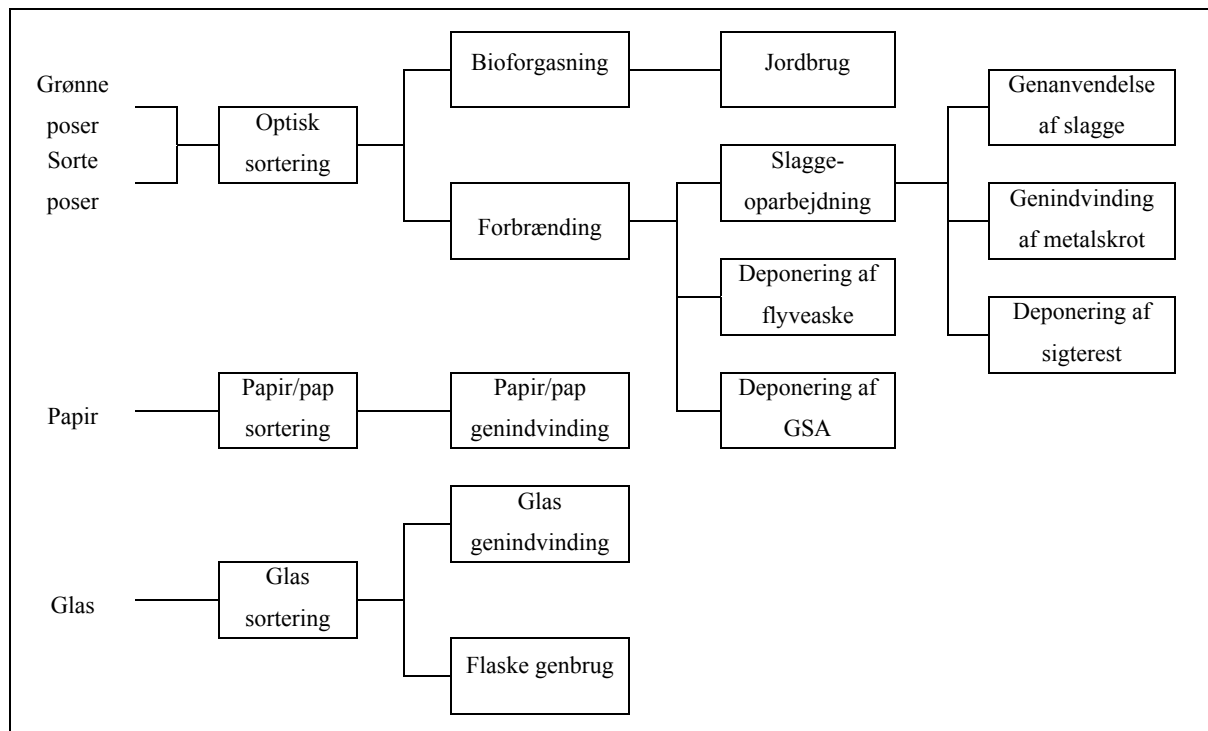 Grønne
poser
Sorte
poser
Optisk
sortering
Bioforgasning
Jordbrug
Forbrænding
Slagge-
oparbejdning
Genanvendelse
af slagge
Genindvinding
af metalskrot
Deponering af
sigterest
Deponering af
flyveaske
Deponering af
GSA
Papir
Papir/pap
sortering
Papir/pap
genindvinding
Glas
Glas
sortering
Glas
genindvinding
Flaske genbrug